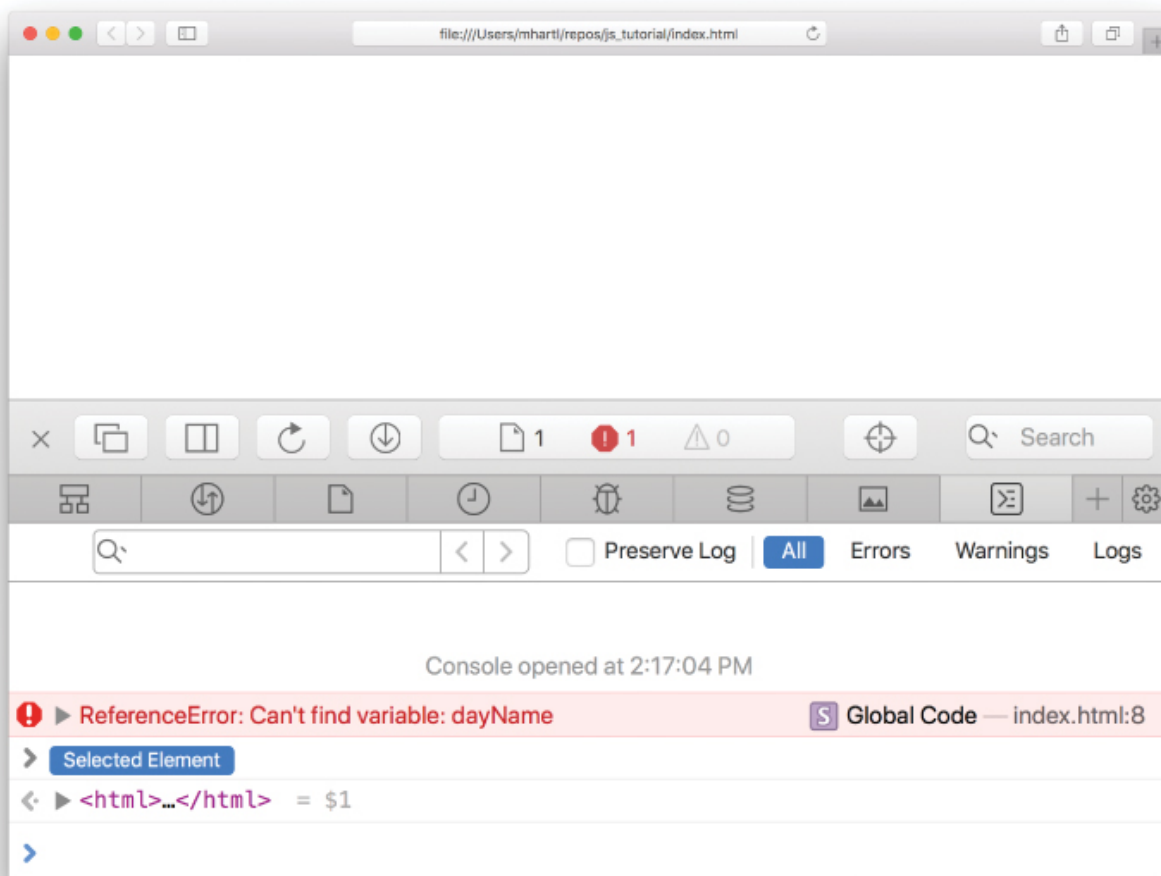 file:///Users/mhartl/repos/js_tutorial/index.html
1 1 0 Search
Preserve Log All Errors Warnings Logs
Console opened at 2:17:04 PM
ReferenceError: Can't find variable: dayName S Global Code — index.html:8
Selected Element
<html>…</html> = $1